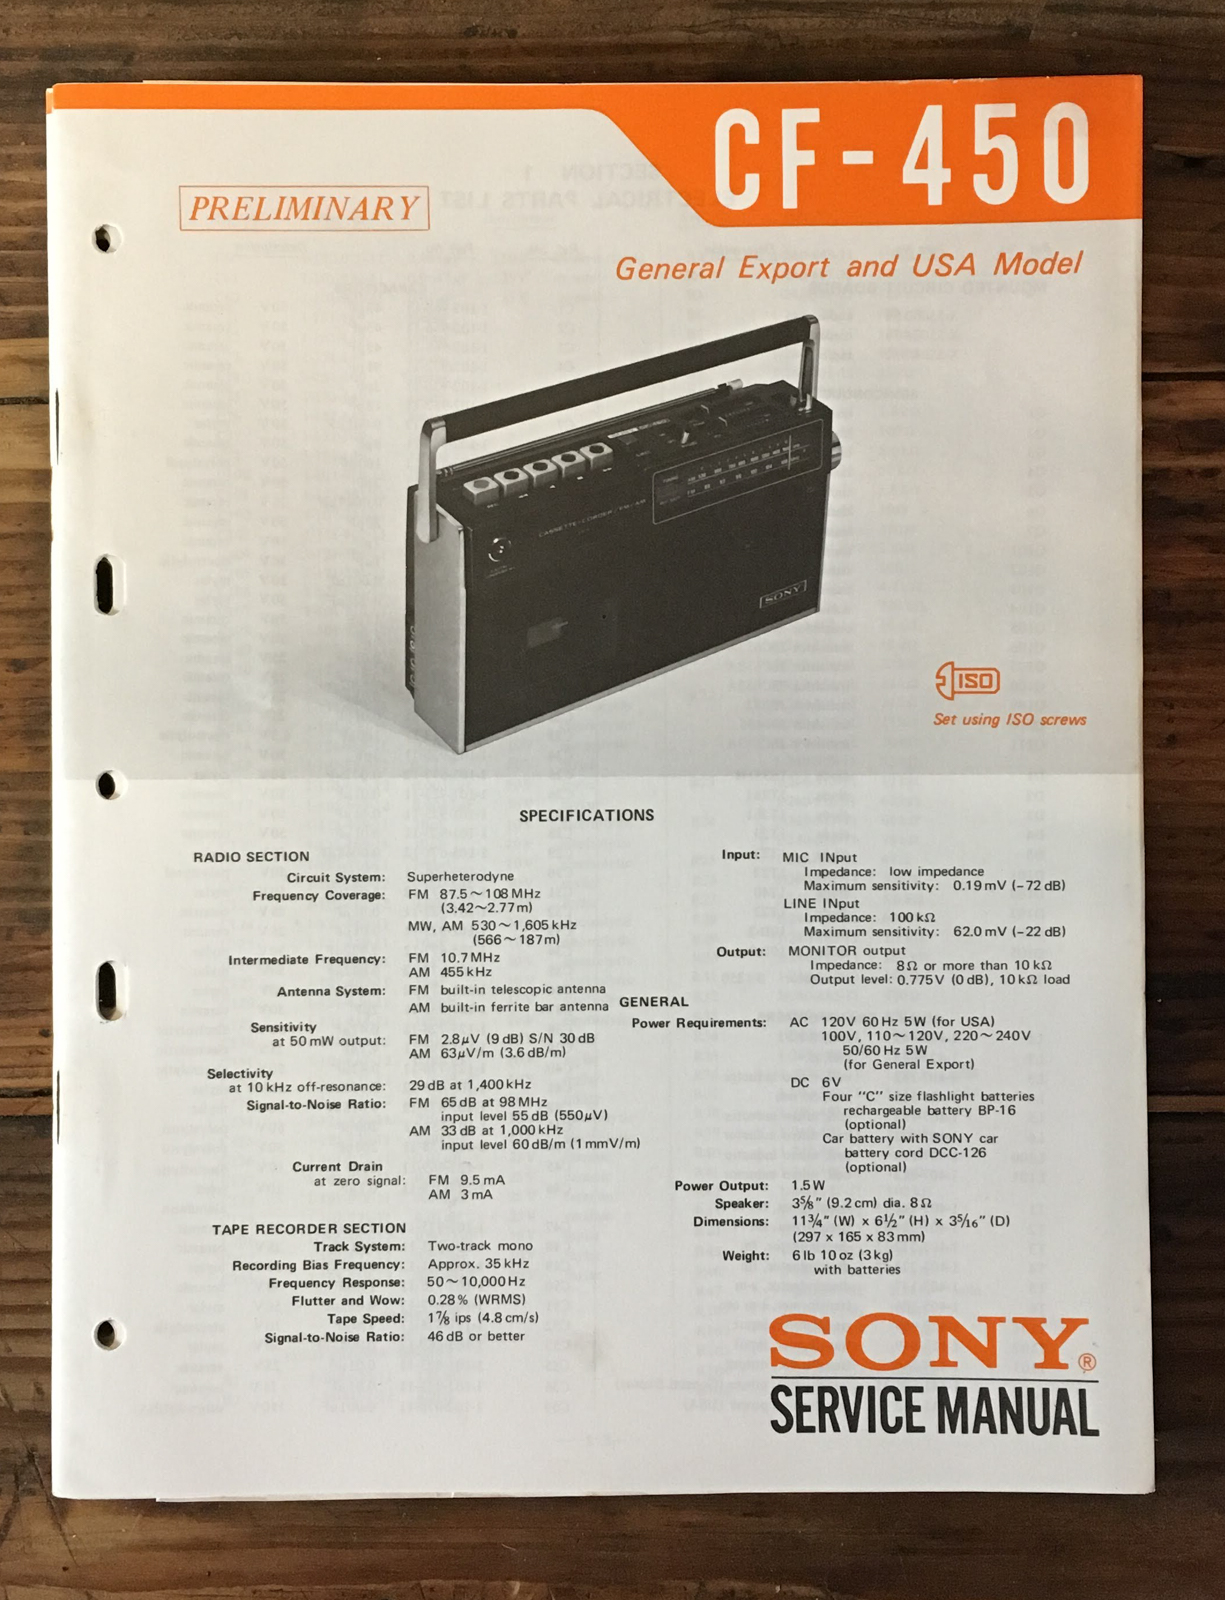 CF-450
PRELIMINARY
General Export and USA Model
CASSETTE-CORDER/FM/AM
SONY
ISO
Set using ISO screws
SPECIFICATIONS
RADIO SECTION
Circuit System: Superheterodyne
Frequency Coverage: FM 87.5~108 MHz
(3.42~2.77m)
MW, AM 530~1,605 kHz
(566~187m)
Intermediate Frequency: FM 10.7 MHz
AM 455 kHz
Antenna System: FM built-in telescopic antenna
AM built-in ferrite bar antenna
Sensitivity
at 50 mW output: FM 2.8μV (9 dB) S/N 30 dB
AM 63μV/m (3.6 dB/m)
Selectivity
at 10 kHz off-resonance: 29 dB at 1,400 kHz
Signal-to-Noise Ratio: FM 65 dB at 98 MHz
input level 55 dB (550μV)
AM 33 dB at 1,000 kHz
input level 60 dB/m (1 mmV/m)
Current Drain
at zero signal: FM 9.5 mA
AM 3 mA
TAPE RECORDER SECTION
Track System: Two-track mono
Recording Bias Frequency: Approx. 35 kHz
Frequency Response: 50~10,000 Hz
Flutter and Wow: 0.28% (WRMS)
Tape Speed: 1⅞ ips (4.8 cm/s)
Signal-to-Noise Ratio: 46 dB or better
Input: MIC INput
Impedance: low impedance
Maximum sensitivity: 0.19 mV (-72 dB)
LINE INput
Impedance: 100 kΩ
Maximum sensitivity: 62.0 mV (-22 dB)
Output: MONITOR output
Impedance: 8Ω or more than 10 kΩ
Output level: 0.775V (0 dB), 10 kΩ load
GENERAL
Power Requirements: AC 120V 60 Hz 5W (for USA)
100V, 110~120V, 220~240V
50/60 Hz 5W
(for General Export)
DC 6V
Four "C" size flashlight batteries
rechargeable battery BP-16
(optional)
Car battery with SONY car
battery cord DCC-126
(optional)
Power Output: 1.5 W
Speaker: 3⅝" (9.2 cm) dia. 8Ω
Dimensions: 11¾" (W) x 6½" (H) x 3 5/16" (D)
(297 x 165 x 83 mm)
Weight: 6 lb 10 oz (3 kg)
with batteries
SONY®
SERVICE MANUAL